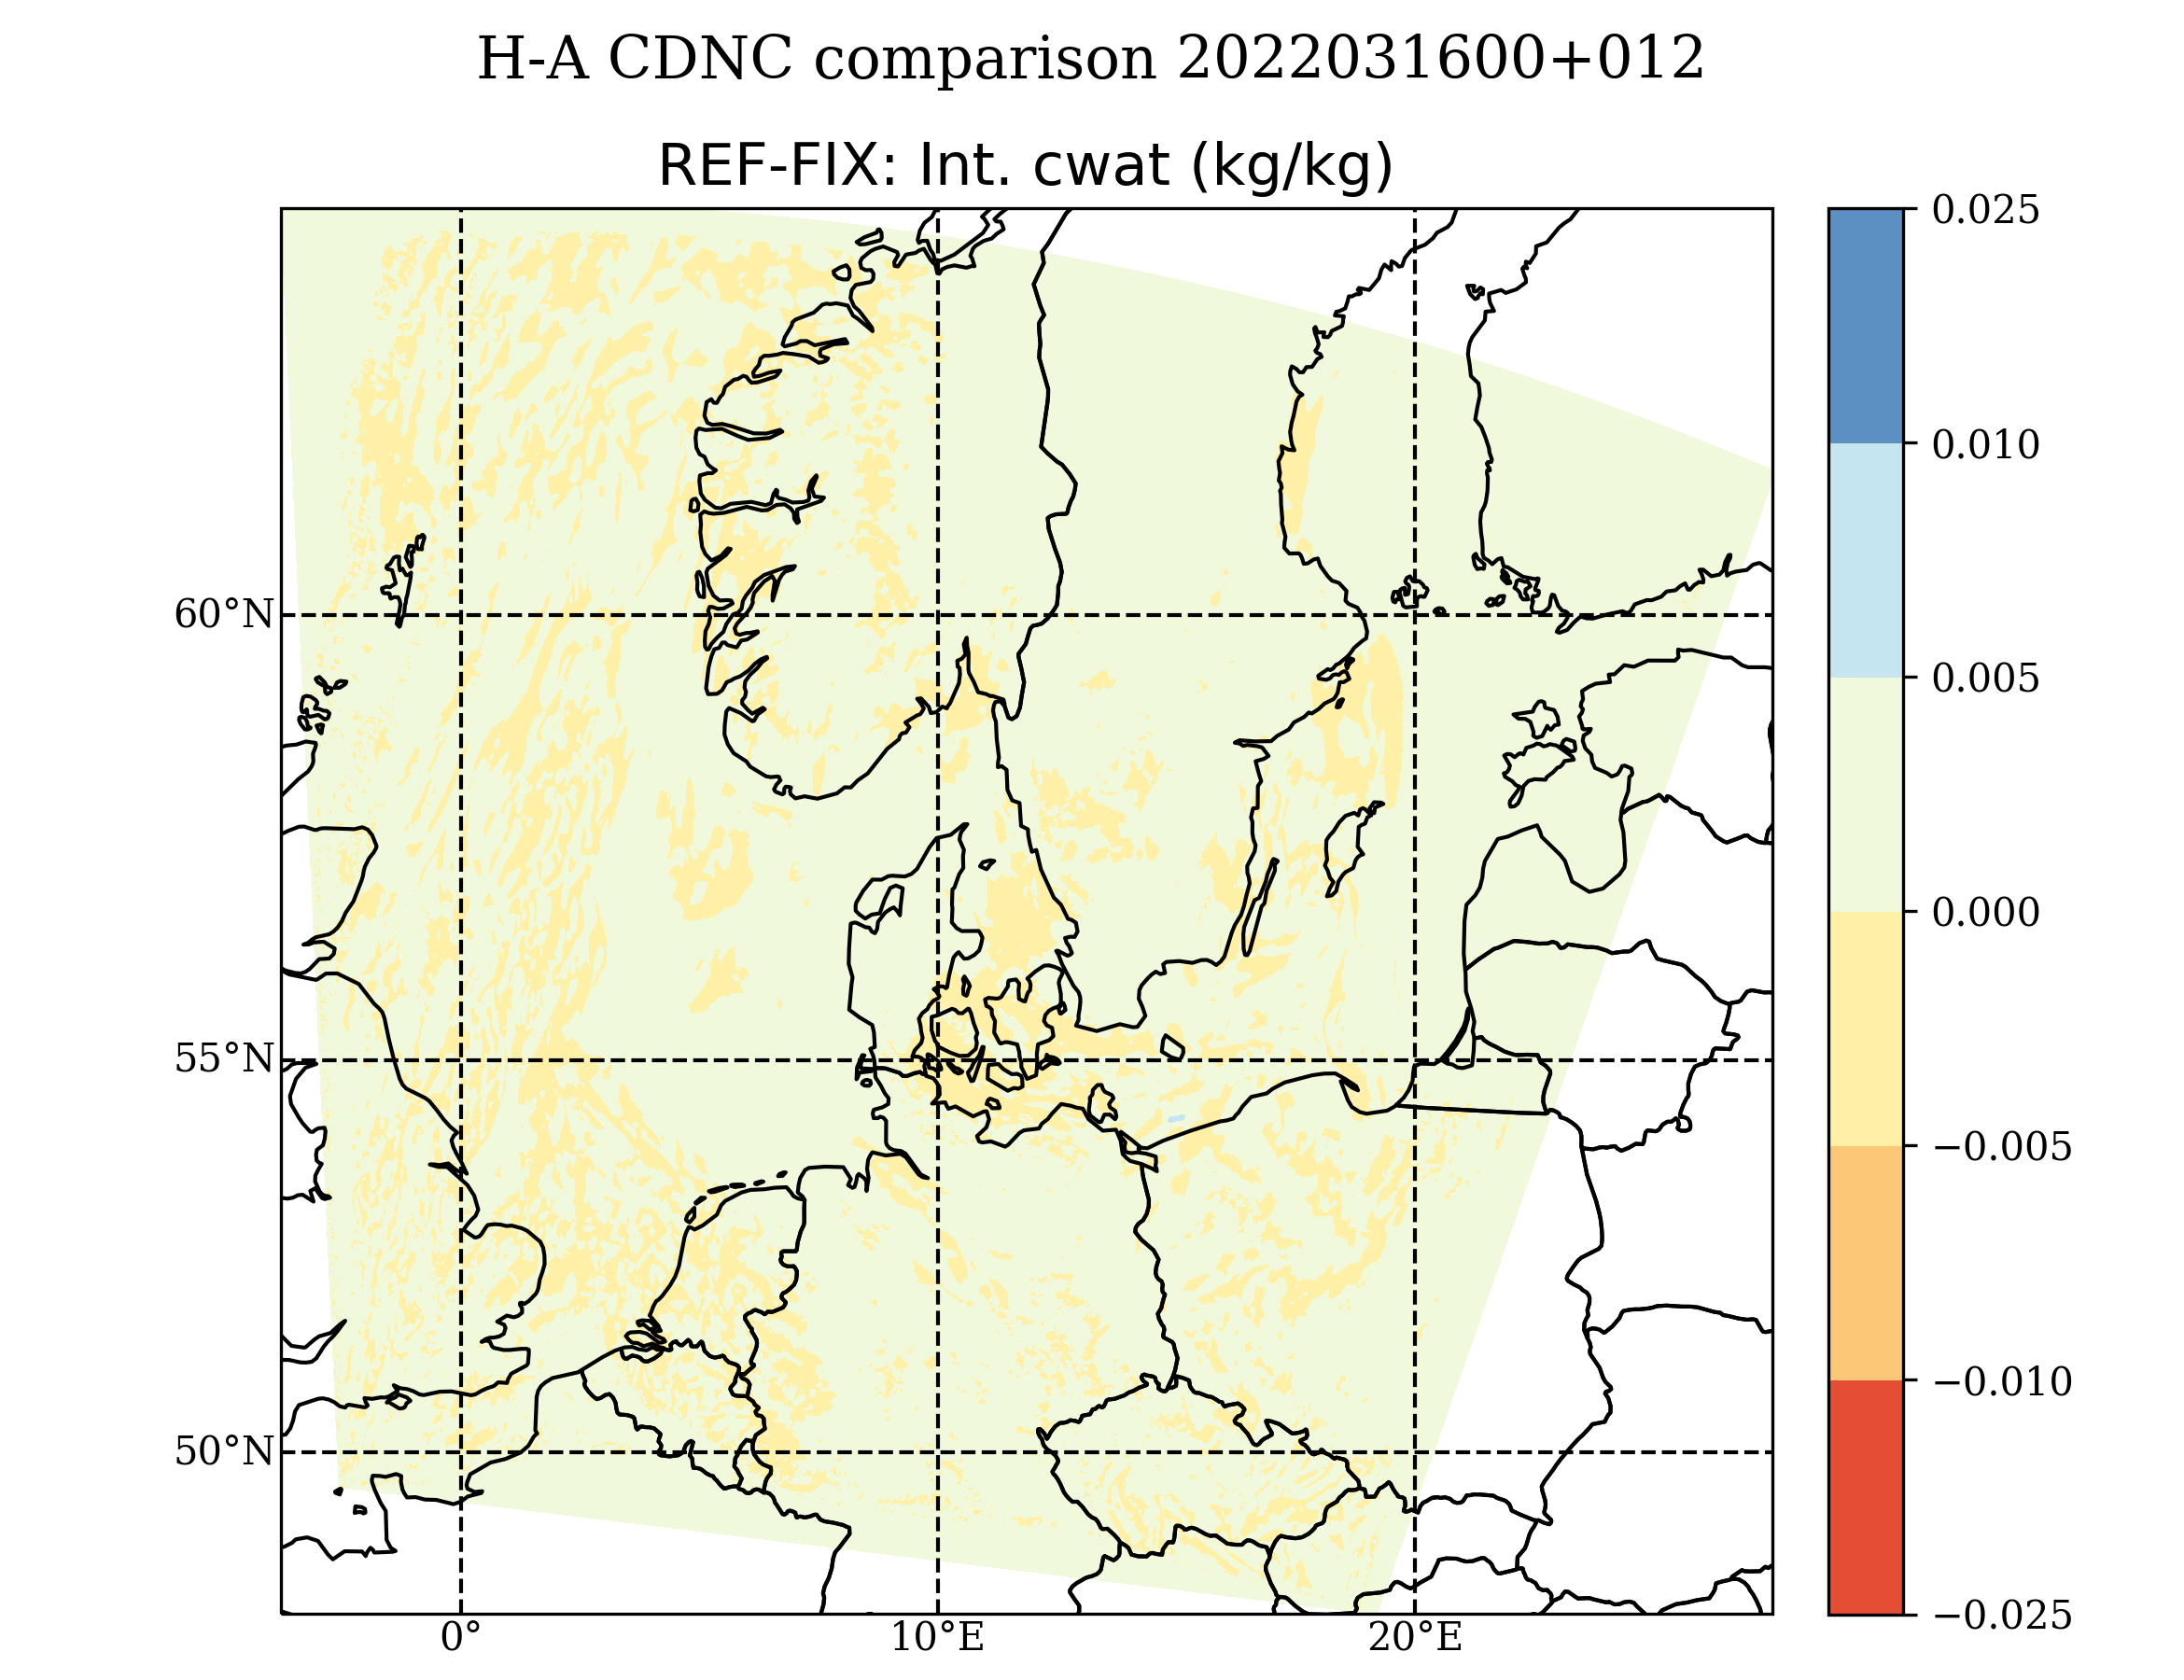 H-A CDNC comparison 2022031600+012
REF-FIX: Int. cwat (kg/kg)
0.025
0.010
0.005
0.000
−0.005
−0.010
−0.025
60°N
55°N
50°N
0°
10°E
20°E